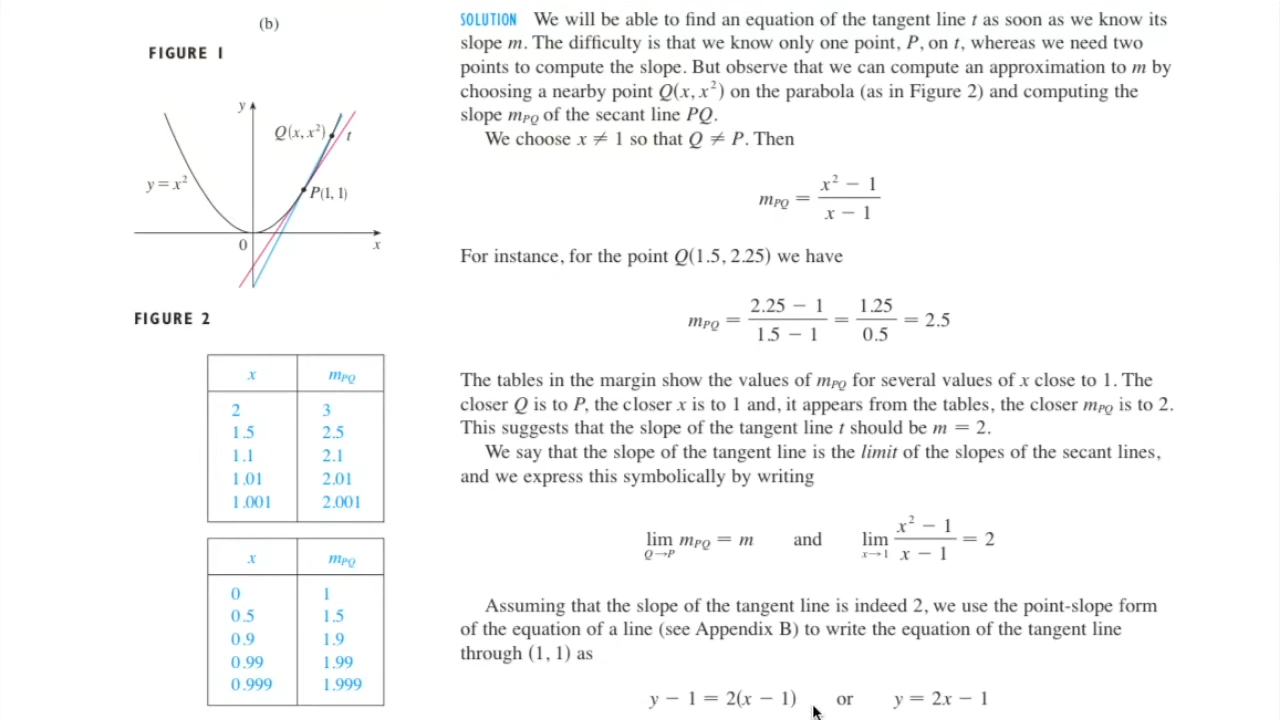 (b)
FIGURE 1
y
Q(x, x²)
t
y = x²
P(1, 1)
0
x
FIGURE 2
x m_PQ
2 3
1.5 2.5
1.1 2.1
1.01 2.01
1.001 2.001
x m_PQ
0 1
0.5 1.5
0.9 1.9
0.99 1.99
0.999 1.999
SOLUTION We will be able to find an equation of the tangent line t as soon as we know its
slope m. The difficulty is that we know only one point, P, on t, whereas we need two
points to compute the slope. But observe that we can compute an approximation to m by
choosing a nearby point Q(x, x²) on the parabola (as in Figure 2) and computing the
slope m_PQ of the secant line PQ.
We choose x ≠ 1 so that Q ≠ P. Then
m_PQ = (x² − 1)/(x − 1)
For instance, for the point Q(1.5, 2.25) we have
m_PQ = (2.25 − 1)/(1.5 − 1) = 1.25/0.5 = 2.5
The tables in the margin show the values of m_PQ for several values of x close to 1. The
closer Q is to P, the closer x is to 1 and, it appears from the tables, the closer m_PQ is to 2.
This suggests that the slope of the tangent line t should be m = 2.
We say that the slope of the tangent line is the limit of the slopes of the secant lines,
and we express this symbolically by writing
lim Q→P m_PQ = m and lim x→1 (x² − 1)/(x − 1) = 2
Assuming that the slope of the tangent line is indeed 2, we use the point-slope form
of the equation of a line (see Appendix B) to write the equation of the tangent line
through (1, 1) as
y − 1 = 2(x − 1) or y = 2x − 1